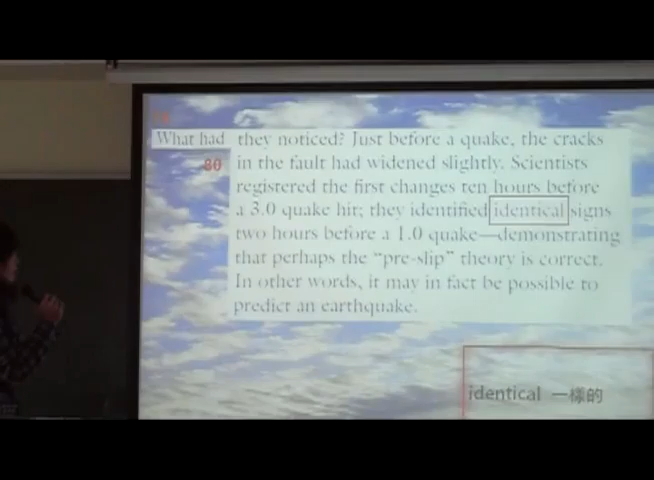 What had they noticed? Just before a quake, the cracks
80 in the fault had widened slightly. Scientists
registered the first changes ten hours before
a 3.0 quake hit; they identified identical signs
two hours before a 1.0 quake—demonstrating
that perhaps the “pre-slip” theory is correct.
In other words, it may in fact be possible to
predict an earthquake.
identical 一樣的